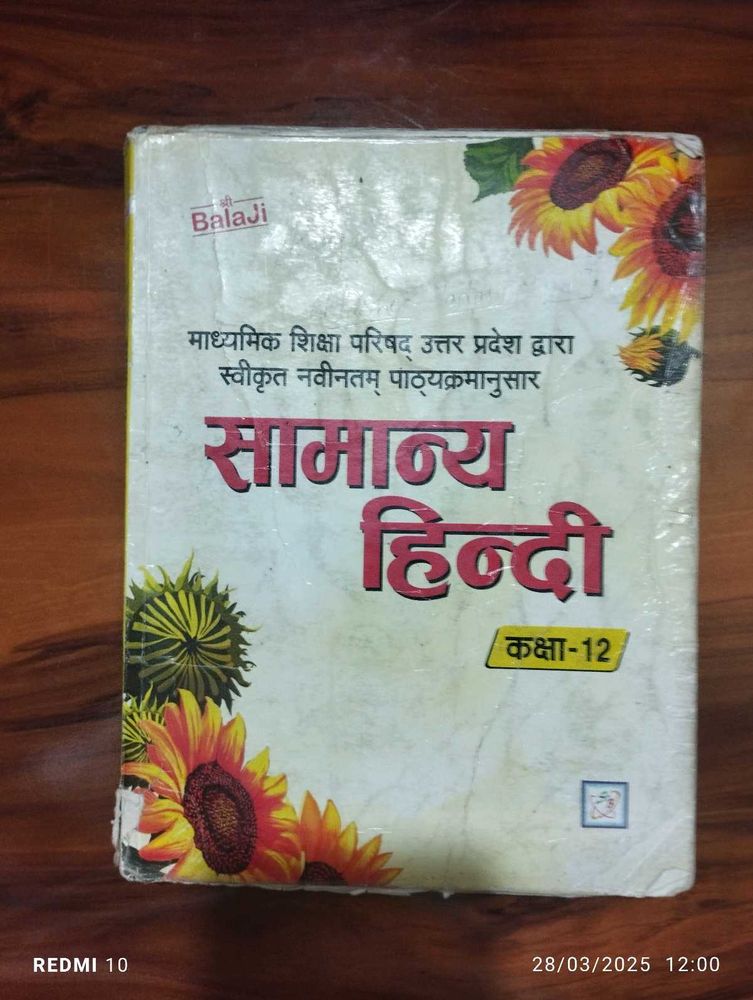 श्री
BalaJi
माध्यमिक शिक्षा परिषद् उत्तर प्रदेश द्वारा
स्वीकृत नवीनतम् पाठ्यक्रमानुसार
सामान्य
हिन्दी
कक्षा-12
REDMI 10
28/03/2025 12:00